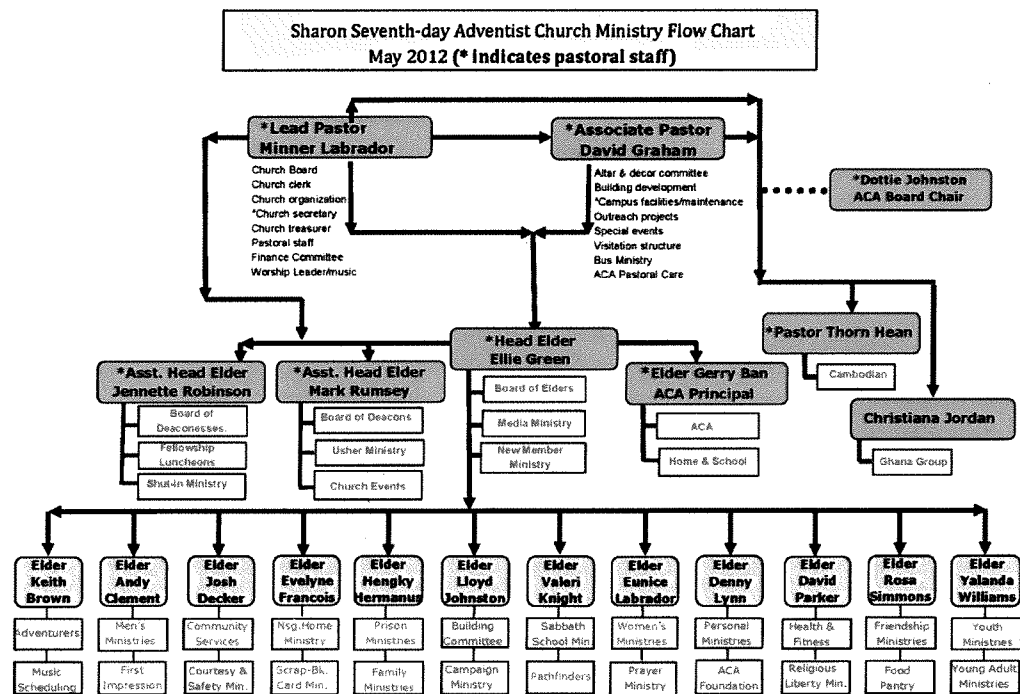 Sharon Seventh-day Adventist Church Ministry Flow Chart
May 2012 (* indicates pastoral staff)
*Lead Pastor
Minner Labrador
Church Board
Church clerk
Church organization
*Church secretary
Church treasurer
Pastoral staff
Finance Committee
Worship Leader/music
*Associate Pastor
David Graham
Altar & decor committee
Building development
*Campus facilities/maintenance
Outreach projects
Special events
Visitation structure
Bus Ministry
ACA Pastoral Care
*Dottie Johnston
ACA Board Chair
*Pastor Thorn Hean
Cambodian
Christiana Jordan
Ghana Group
*Head Elder
Ellie Green
Board of Elders
Media Ministry
New Member
Ministry
*Asst. Head Elder
Jennette Robinson
Board of
Deaconesses.
Fellowship
Luncheons
Shut-in Ministry
*Asst. Head Elder
Mark Rumsey
Board of Deacons
Usher Ministry
Church Events
*Elder Gerry Ban
ACA Principal
ACA
Home & School
Elder
Keith
Brown
Adventurers
Music
Scheduling
Elder
Andy
Clement
Men's
Ministries
First
Impression
Elder
Josh
Decker
Community
Services
Courtesy &
Safety Min.
Elder
Evelyne
Francois
Nsg.Home
Ministry
Scrap-Bk.
Card Min.
Elder
Hengky
Hermanus
Prison
Ministries
Family
Ministries
Elder
Lloyd
Johnston
Building
Committee
Campaign
Ministry
Elder
Valeri
Knight
Sabbath
School Min
Pathfinders
Elder
Eunice
Labrador
Women's
Ministries
Prayer
Ministry
Elder
Denny
Lynn
Personal
Ministries
ACA
Foundation
Elder
David
Parker
Health &
Fitness
Religious
Liberty Min.
Elder
Rosa
Simmons
Friendship
Ministries
Food
Pantry
Elder
Yalanda
Williams
Youth
Ministries
Young Adult
Ministries